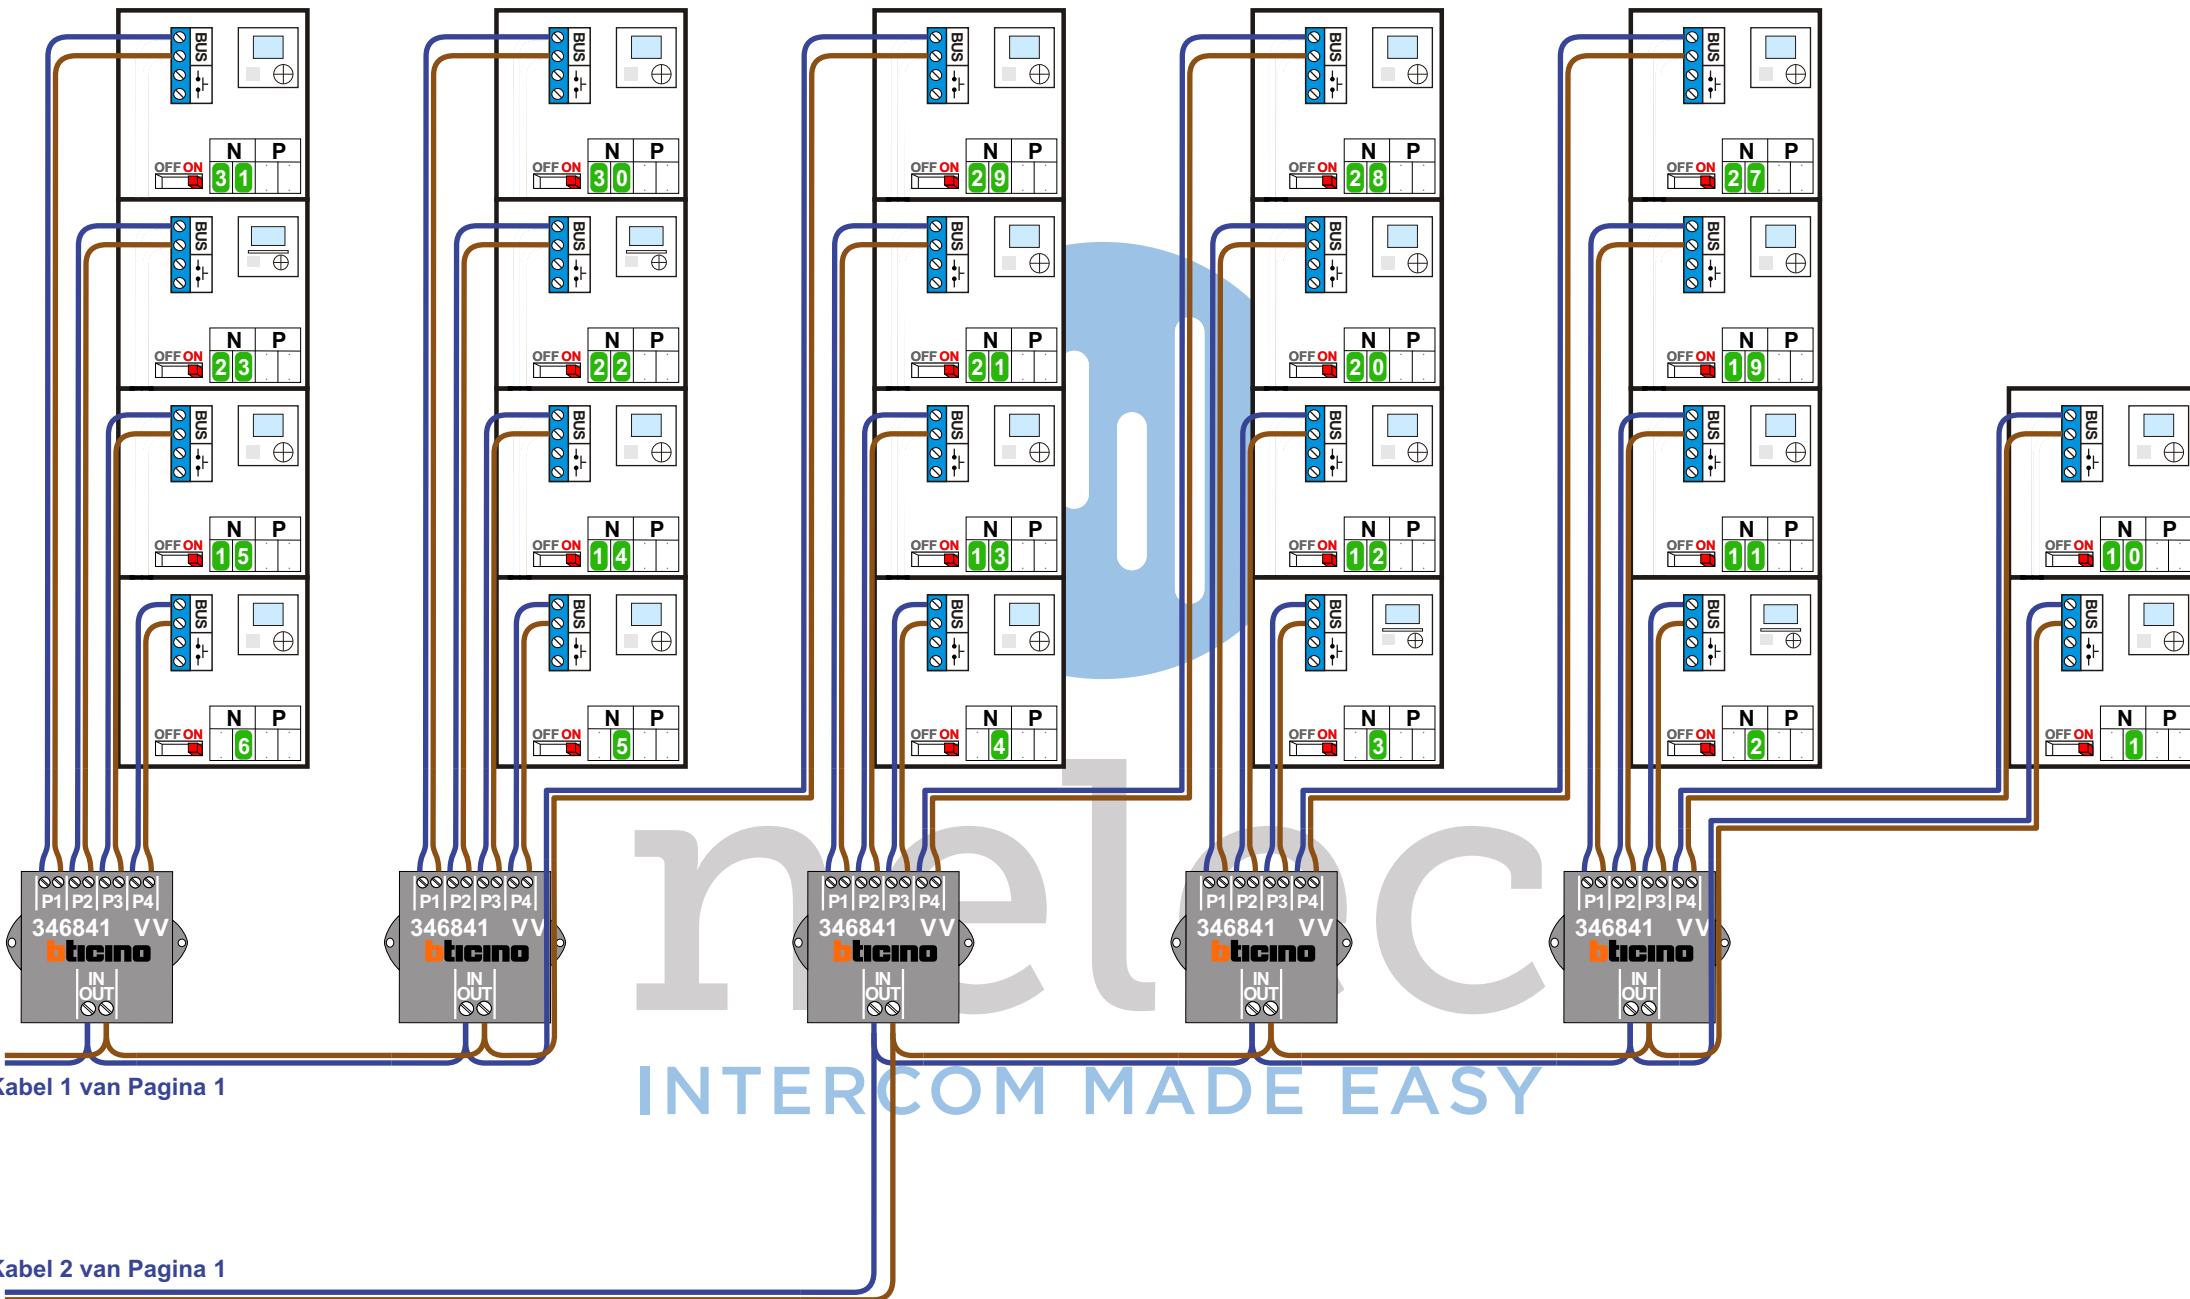 BUS BUS BUS BUS BUS
N P N P N P N P N P
OFF ON 3 1 OFF ON 3 0 OFF ON 2 9 OFF ON 2 8 OFF ON 2 7
BUS BUS BUS BUS BUS
N P N P N P N P N P
OFF ON 2 3 OFF ON 2 2 OFF ON 2 1 OFF ON 2 0 OFF ON 1 9
BUS BUS BUS BUS BUS BUS
N P N P N P N P N P N P
OFF ON 1 5 OFF ON 1 4 OFF ON 1 3 OFF ON 1 2 OFF ON 1 1 OFF ON 1 0
BUS BUS BUS BUS BUS BUS
N P N P N P N P N P N P
OFF ON 6 OFF ON 5 OFF ON 4 OFF ON 3 OFF ON 2 OFF ON 1
nelec
P1 P2 P3 P4 P1 P2 P3 P4 P1 P2 P3 P4 P1 P2 P3 P4 P1 P2 P3 P4
346841 VV 346841 VV 346841 VV 346841 VV 346841 VV
bticino bticino bticino bticino bticino
IN IN IN IN IN
OUT OUT OUT OUT OUT
INTERCOM MADE EASY
Kabel 1 van Pagina 1
Kabel 2 van Pagina 1